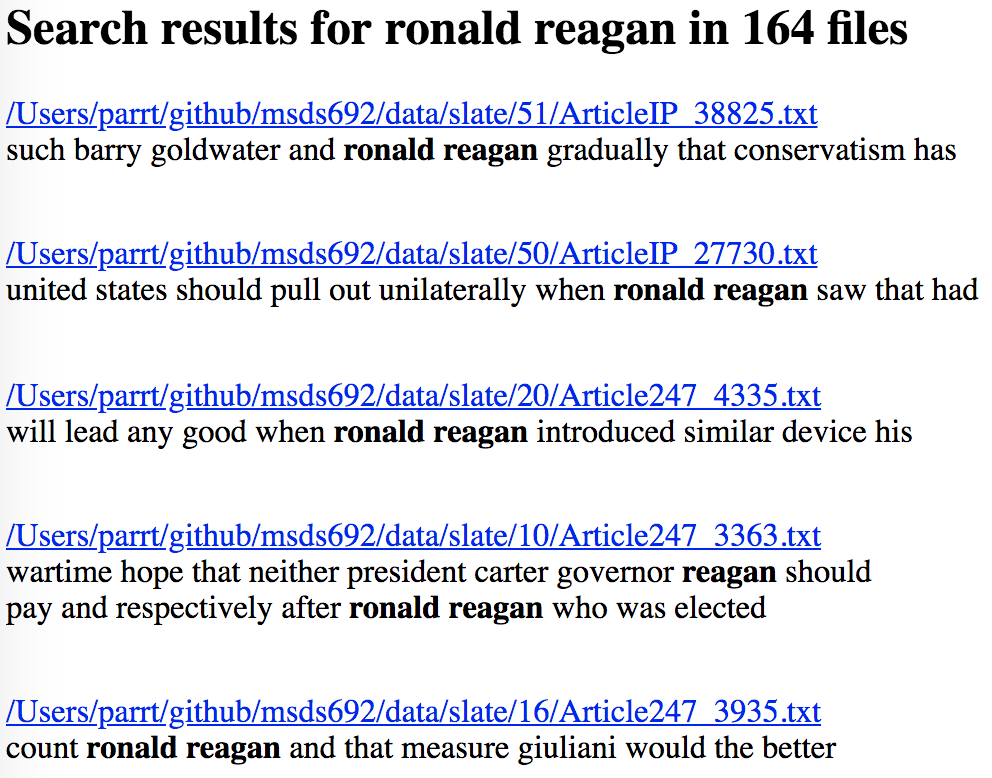 Search results for ronald reagan in 164 files
/Users/parrt/github/msds692/data/slate/51/ArticleIP_38825.txt
such barry goldwater and ronald reagan gradually that conservatism has
/Users/parrt/github/msds692/data/slate/50/ArticleIP_27730.txt
united states should pull out unilaterally when ronald reagan saw that had
/Users/parrt/github/msds692/data/slate/20/Article247_4335.txt
will lead any good when ronald reagan introduced similar device his
/Users/parrt/github/msds692/data/slate/10/Article247_3363.txt
wartime hope that neither president carter governor reagan should
pay and respectively after ronald reagan who was elected
/Users/parrt/github/msds692/data/slate/16/Article247_3935.txt
count ronald reagan and that measure giuliani would the better